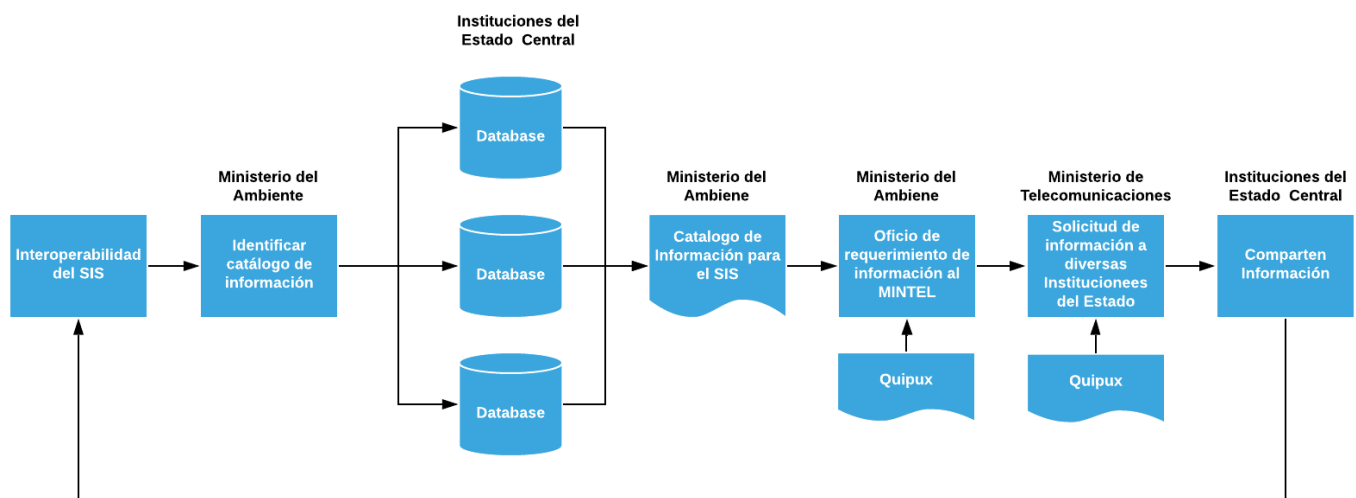 Instituciones del
Estado Central
Database
Database
Database
Interoperabilidad
del SIS
Ministerio del
Ambiente
Identificar
catálogo de
información
Ministerio del
Ambiene
Catalogo de
Información para
el SIS
Ministerio del
Ambiene
Oficio de
requerimiento de
información al
MINTEL
Quipux
Ministerio de
Telecomunicaciones
Solicitud de
información a
diversas
Institucionees
del Estado
Quipux
Instituciones del
Estado Central
Comparten
Información